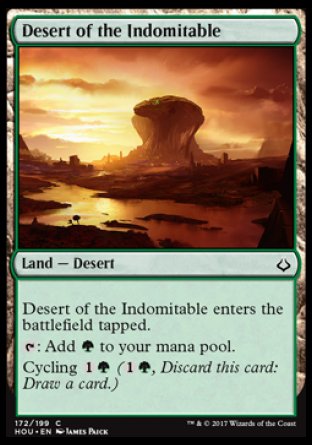 Desert of the Indomitable
Land — Desert
Desert of the Indomitable enters the
battlefield tapped.
: Add to your mana pool.
Cycling 1 (1 , Discard this card:
Draw a card.)
172/199 C
HOU • EN James Paick
™ & © 2017 Wizards of the Coast